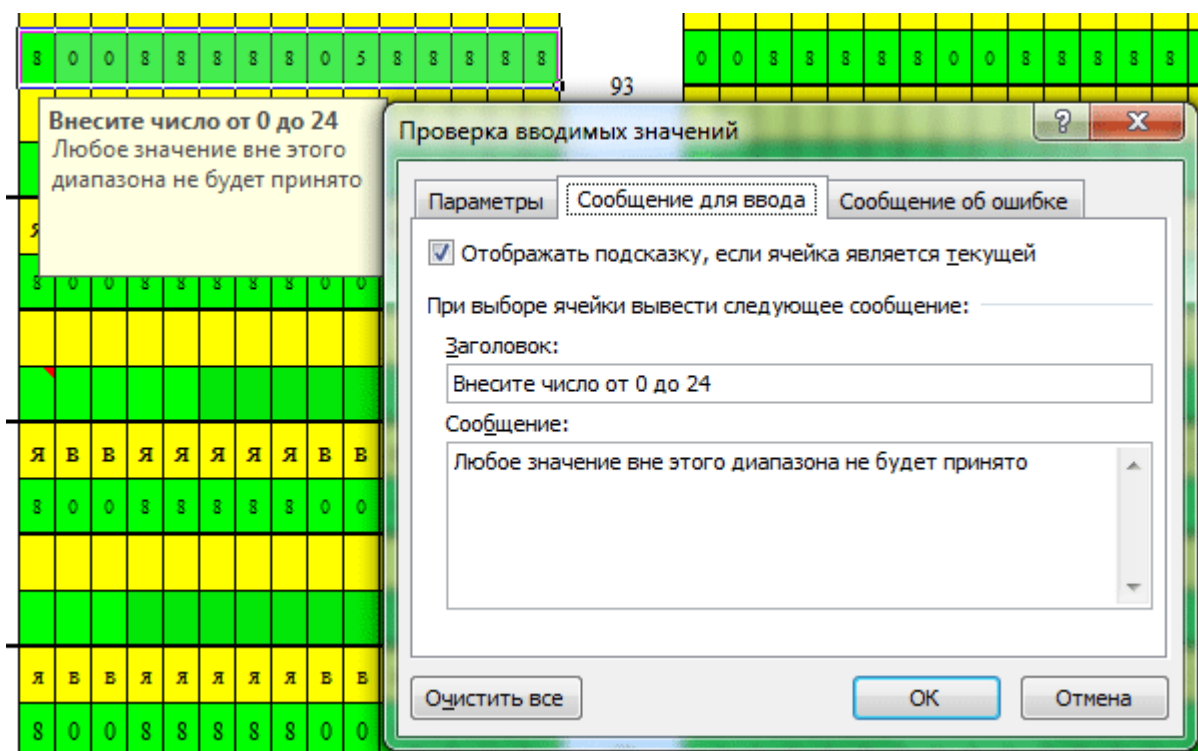 8 0 0 8 8 8 8 8 0 5 8 8 8 8 8
0 0 8 8 8 8 8 0 0 8 8 8 8 8
93
Внесите число от 0 до 24
Любое значение вне этого
диапазона не будет принято
Проверка вводимых значений
Параметры
Сообщение для ввода
Сообщение об ошибке
Отображать подсказку, если ячейка является текущей
При выборе ячейки вывести следующее сообщение:
Заголовок:
Внесите число от 0 до 24
Сообщение:
Любое значение вне этого диапазона не будет принято
Очистить все
ОК
Отмена
8 0 0 8 8 8 8 8 0 0
Я В В Я Я Я Я Я В В
8 0 0 8 8 8 8 8 0 0
Я В В Я Я Я Я Я В В
8 0 0 8 8 8 8 8 0 0